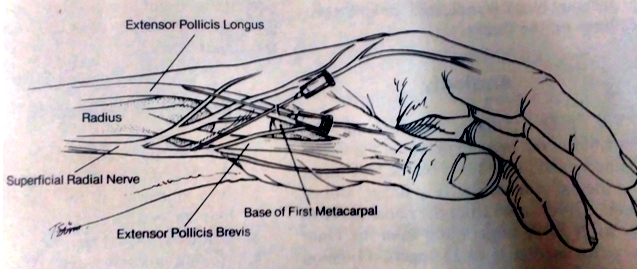 Extensor Pollicis Longus
Radius
Superficial Radial Nerve
Base of First Metacarpal
Extensor Pollicis Brevis